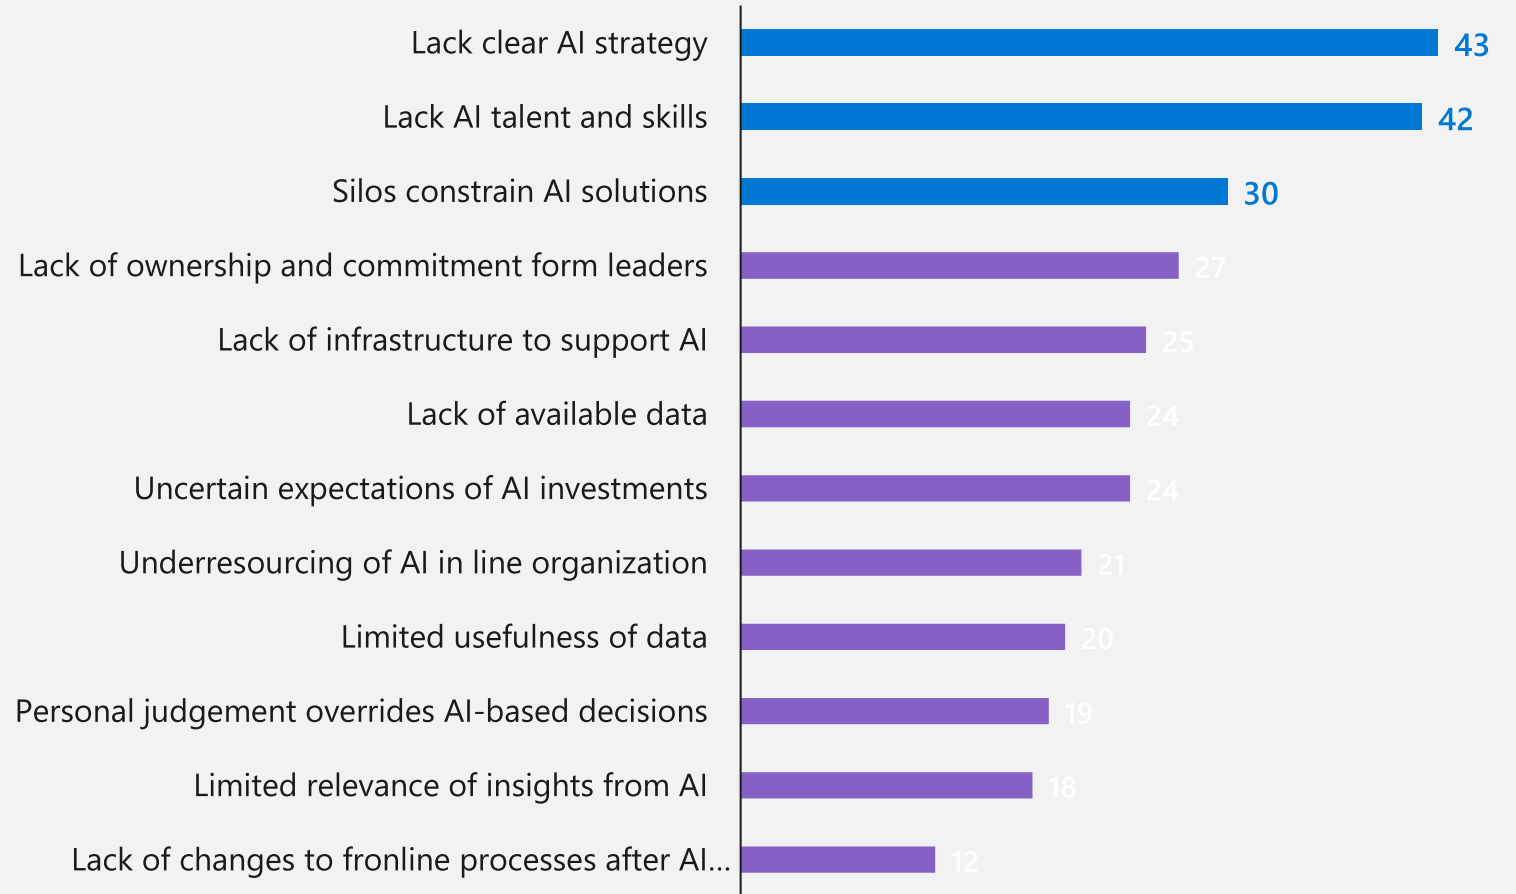 Lack clear AI strategy 43
Lack AI talent and skills 42
Silos constrain AI solutions 30
Lack of ownership and commitment form leaders 27
Lack of infrastructure to support AI 25
Lack of available data 24
Uncertain expectations of AI investments 24
Underresourcing of AI in line organization 21
Limited usefulness of data 20
Personal judgement overrides AI-based decisions 19
Limited relevance of insights from AI 18
Lack of changes to fronline processes after AI... 12